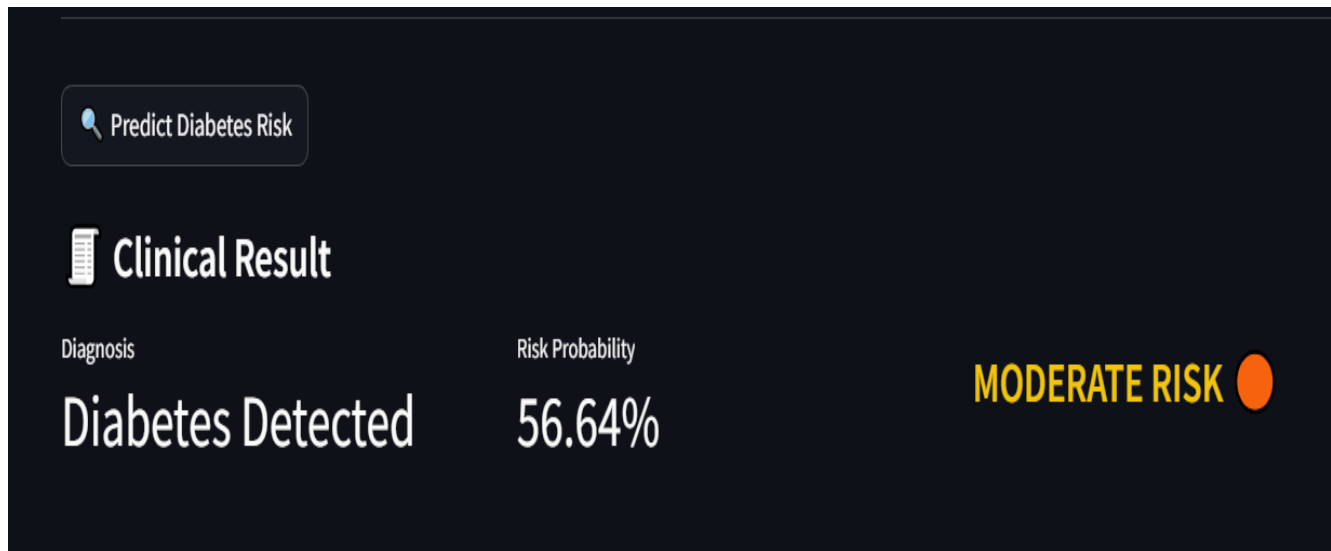 🔍 Predict Diabetes Risk
🧾 Clinical Result
Diagnosis
Diabetes Detected
Risk Probability
56.64%
MODERATE RISK 🟠